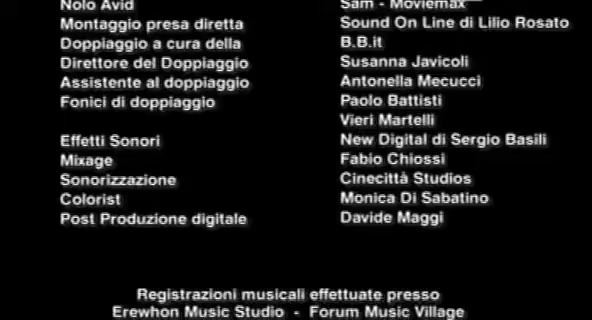 Nolo Avid Sam - Moviemax
Montaggio presa diretta Sound On Line di Lilio Rosato
Doppiaggio a cura della B.B.it
Direttore del Doppiaggio Susanna Javicoli
Assistente al doppiaggio Antonella Mecucci
Fonici di doppiaggio Paolo Battisti
Vieri Martelli
Effetti Sonori New Digital di Sergio Basili
Mixage Fabio Chiossi
Sonorizzazione Cinecittà Studios
Colorist Monica Di Sabatino
Post Produzione digitale Davide Maggi
Registrazioni musicali effettuate presso
Erewhon Music Studio - Forum Music Village